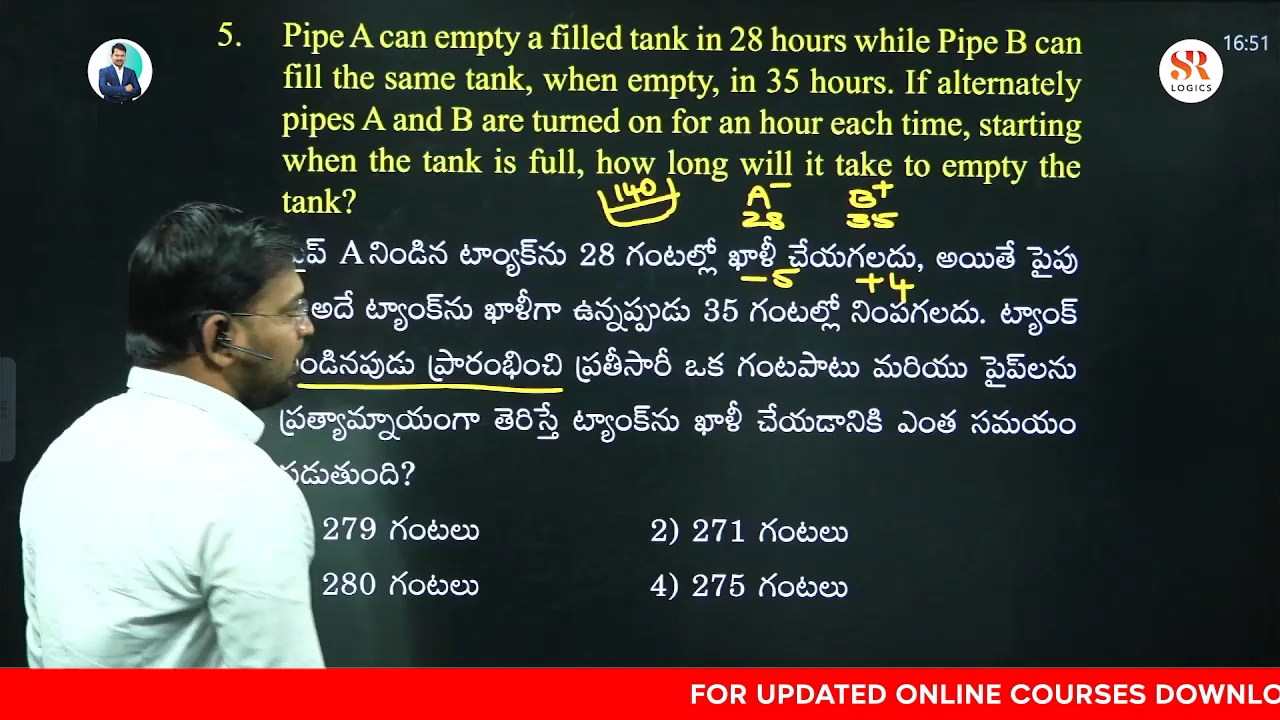 5. Pipe A can empty a filled tank in 28 hours while Pipe B can
fill the same tank, when empty, in 35 hours. If alternately
pipes A and B are turned on for an hour each time, starting
when the tank is full, how long will it take to empty the
tank?
140 A- B+
28 35
-5 +4
A నిండిన టాంక్యును 28 గంటల్లో ఖాళీ చేయగలదు, అయితే పైపు
అదే ట్యాంక్‌ను ఖాళీగా ఉన్నప్పుడు 35 గంటల్లో నింపగలదు. ట్యాంక్
ప్రారంభించి ప్రతీసారీ ఒక గంటపాటు మరియు పైప్‌లను
ప్రత్యామ్నాయంగా తెరిస్తే ట్యాంక్‌ను ఖాళీ చేయడానికి ఎంత సమయం
పడుతుంది?
279 గంటలు 2) 271 గంటలు
280 గంటలు 4) 275 గంటలు
SR
LOGICS
16:51
FOR UPDATED ONLINE COURSES DOWNLO